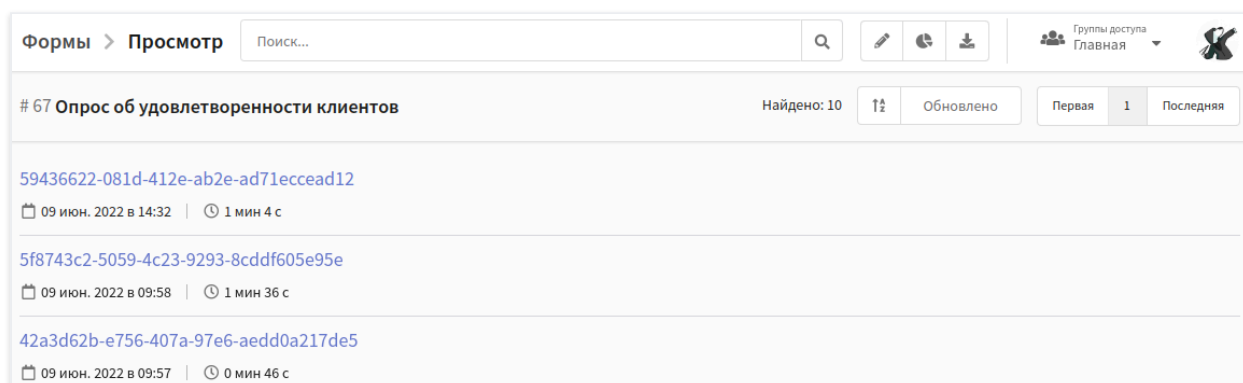 Формы > Просмотр Поиск... Группы доступа
Главная
# 67 Опрос об удовлетворенности клиентов Найдено: 10 Обновлено Первая 1 Последняя
59436622-081d-412e-ab2e-ad71eccead12
09 июн. 2022 в 14:32 | 1 мин 4 с
5f8743c2-5059-4c23-9293-8cddf605e95e
09 июн. 2022 в 09:58 | 1 мин 36 с
42a3d62b-e756-407a-97e6-aedd0a217de5
09 июн. 2022 в 09:57 | 0 мин 46 с